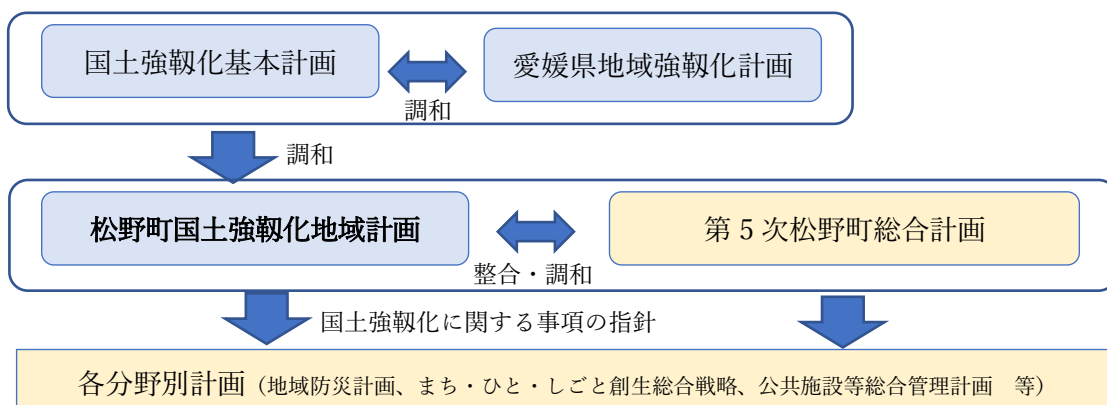 国土強靱化基本計画
愛媛県地域強靱化計画
調和
調和
松野町国土強靱化地域計画
第５次松野町総合計画
整合・調和
国土強靱化に関する事項の指針
各分野別計画（地域防災計画、まち・ひと・しごと創生総合戦略、公共施設等総合管理計画　等）